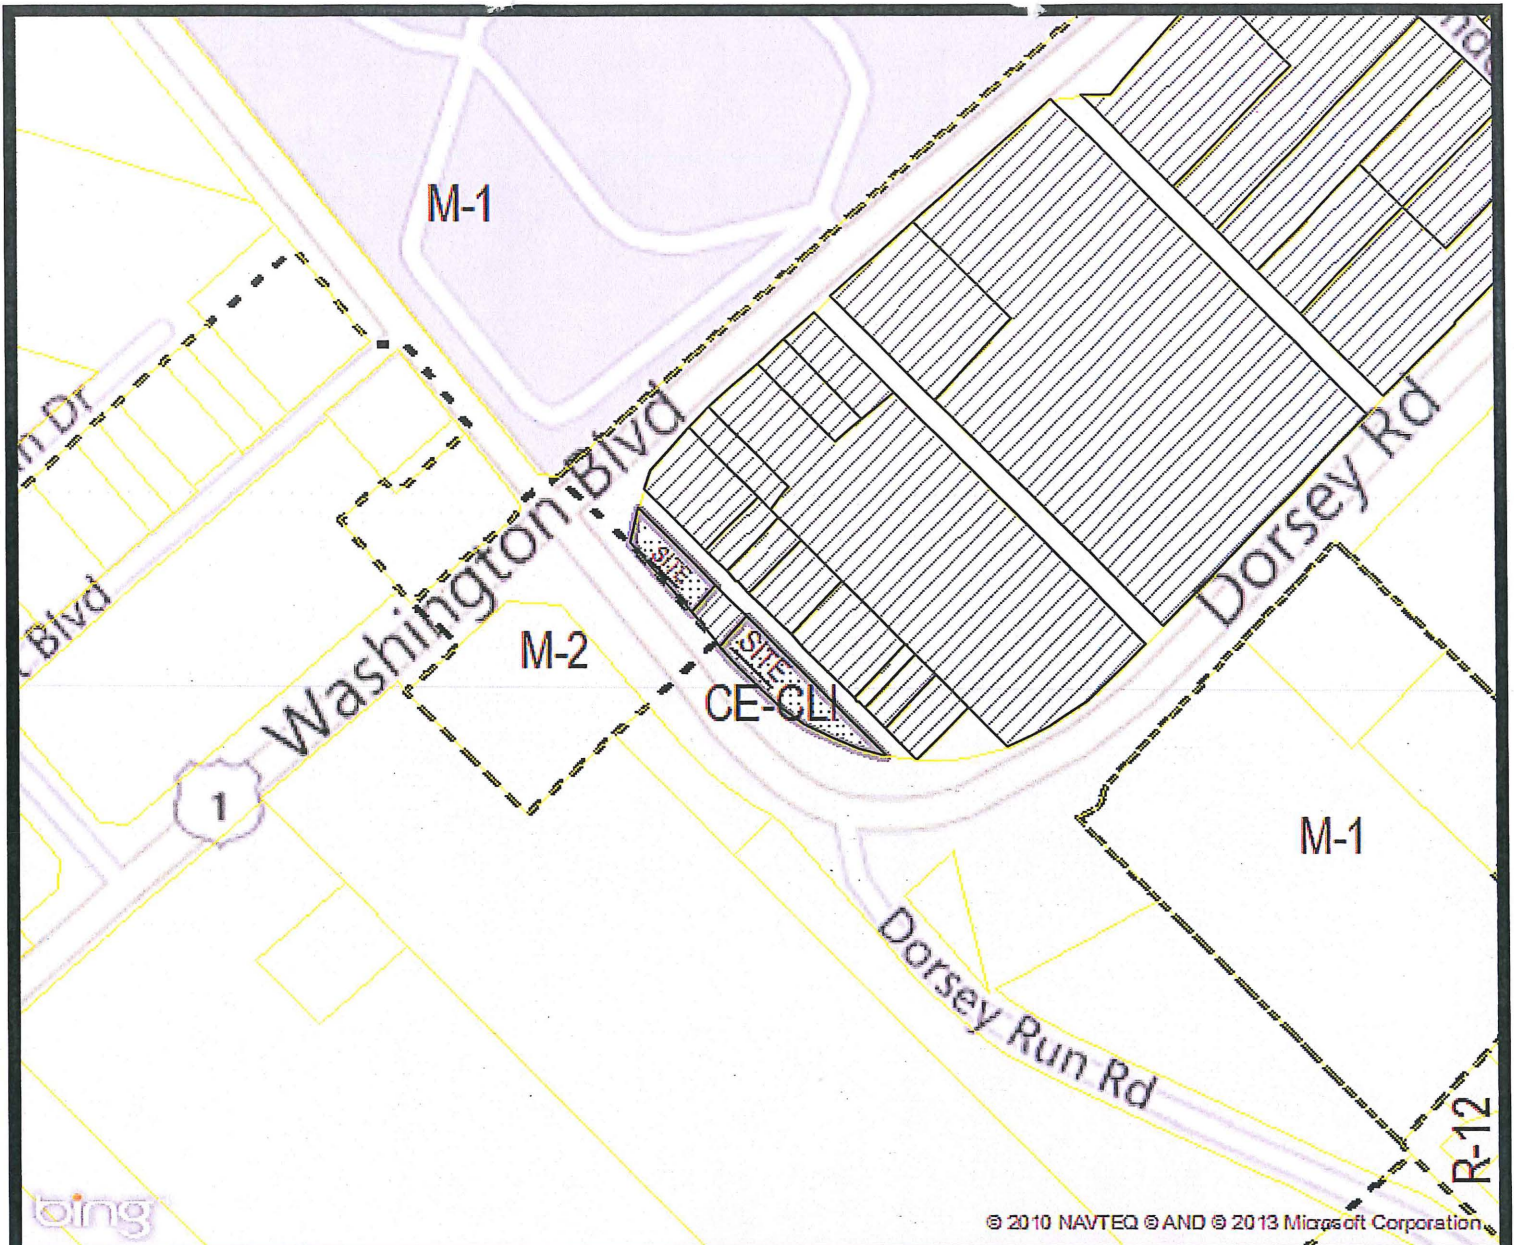 M-1
Washington Blvd
SITE
SITE
M-2
CE-CLI
Dorsey Rd
Blvd
Dr
1
M-1
Dorsey Run Rd
R-12
bing
© 2010 NAVTEQ © AND © 2013 Microsoft Corporation